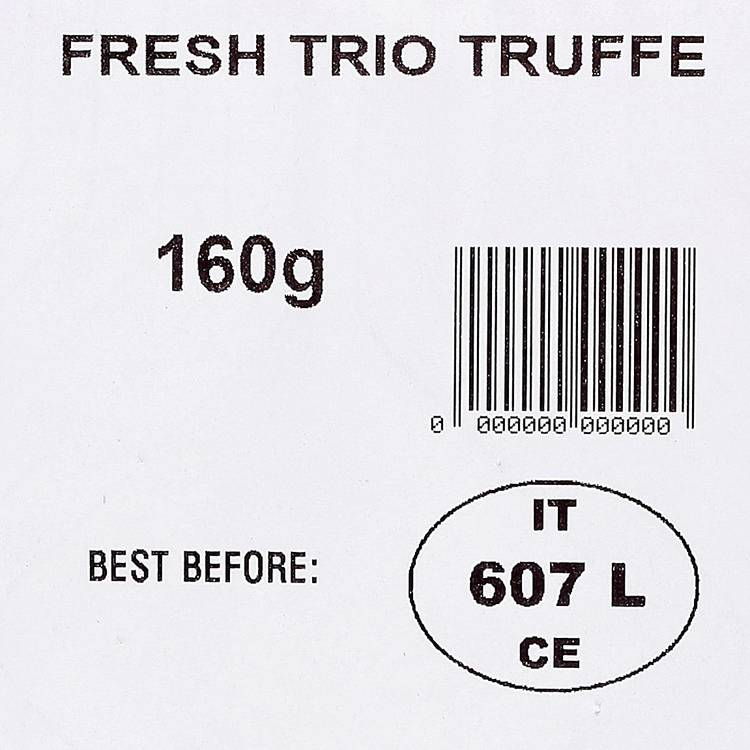 FRESH TRIO TRUFFE
160g
0 000000 000000
BEST BEFORE:
IT
607 L
CE